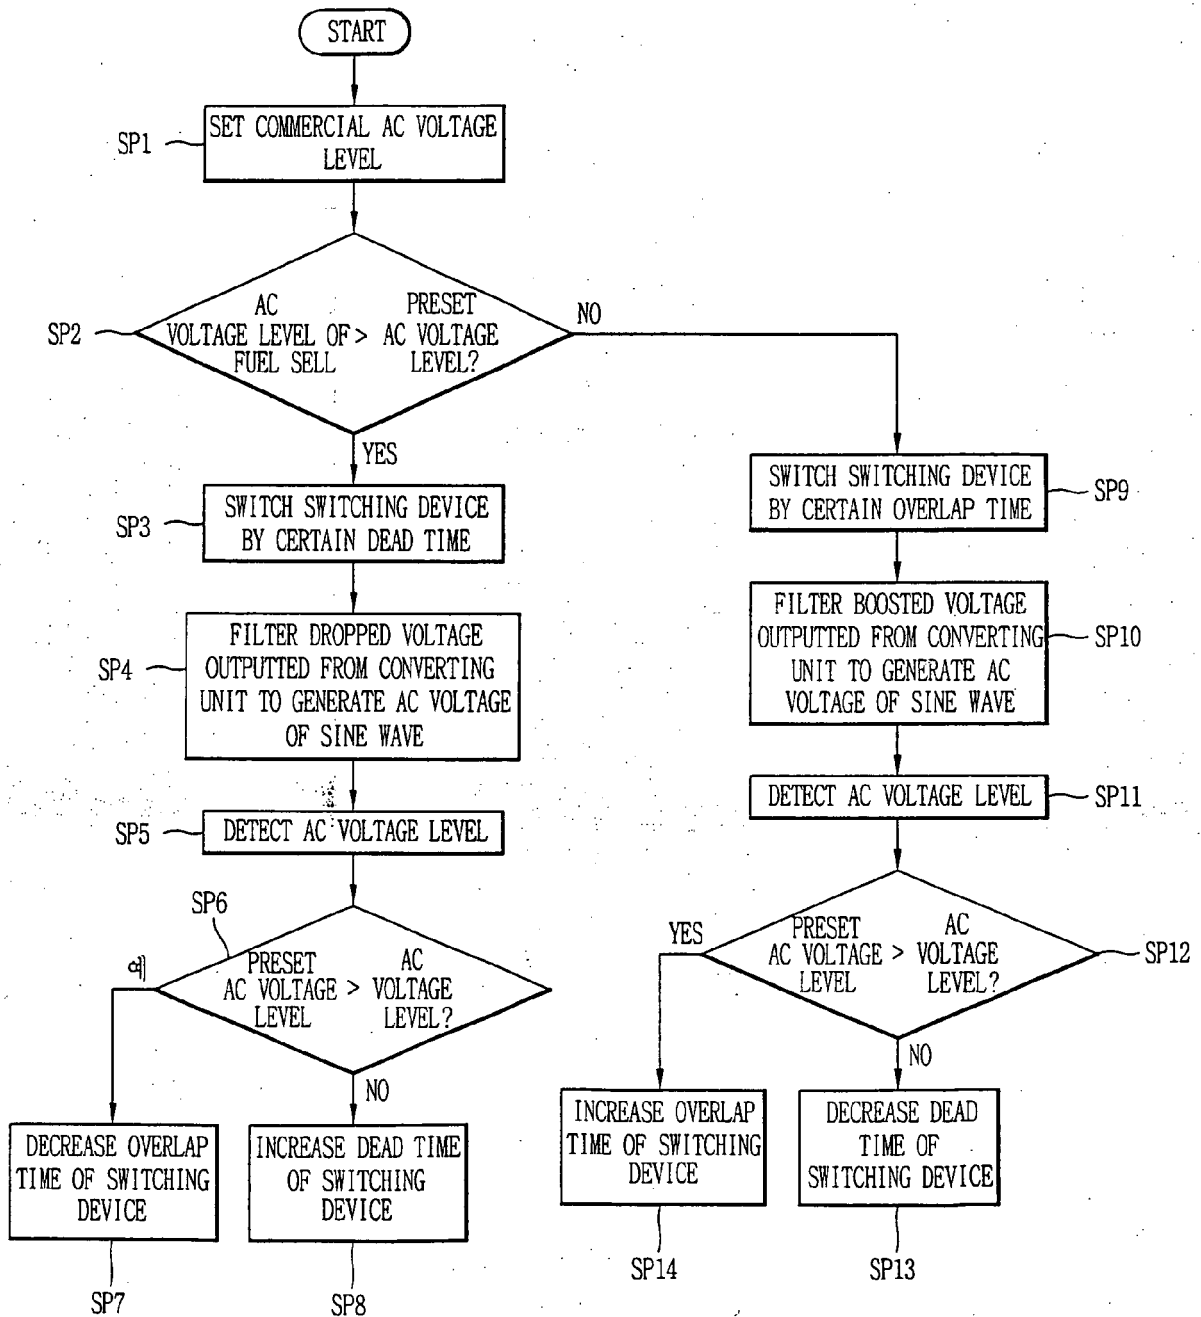 START
SP1
SET COMMERCIAL AC VOLTAGE
LEVEL
SP2
AC
VOLTAGE LEVEL OF
FUEL SELL
>
PRESET
AC VOLTAGE
LEVEL?
NO
YES
SP3
SWITCH SWITCHING DEVICE
BY CERTAIN DEAD TIME
SP4
FILTER DROPPED VOLTAGE
OUTPUTTED FROM CONVERTING
UNIT TO GENERATE AC VOLTAGE
OF SINE WAVE
SP5
DETECT AC VOLTAGE LEVEL
SP6
PRESET
AC VOLTAGE
LEVEL
>
AC
VOLTAGE
LEVEL?
예
NO
DECREASE OVERLAP
TIME OF SWITCHING
DEVICE
SP7
INCREASE DEAD TIME
OF SWITCHING
DEVICE
SP8
SWITCH SWITCHING DEVICE
BY CERTAIN OVERLAP TIME
SP9
FILTER BOOSTED VOLTAGE
OUTPUTTED FROM CONVERTING
UNIT TO GENERATE AC
VOLTAGE OF SINE WAVE
SP10
DETECT AC VOLTAGE LEVEL
SP11
PRESET
AC VOLTAGE
LEVEL
>
AC
VOLTAGE
LEVEL?
SP12
YES
NO
INCREASE OVERLAP
TIME OF SWITCHING
DEVICE
SP14
DECREASE DEAD
TIME OF
SWITCHING DEVICE
SP13